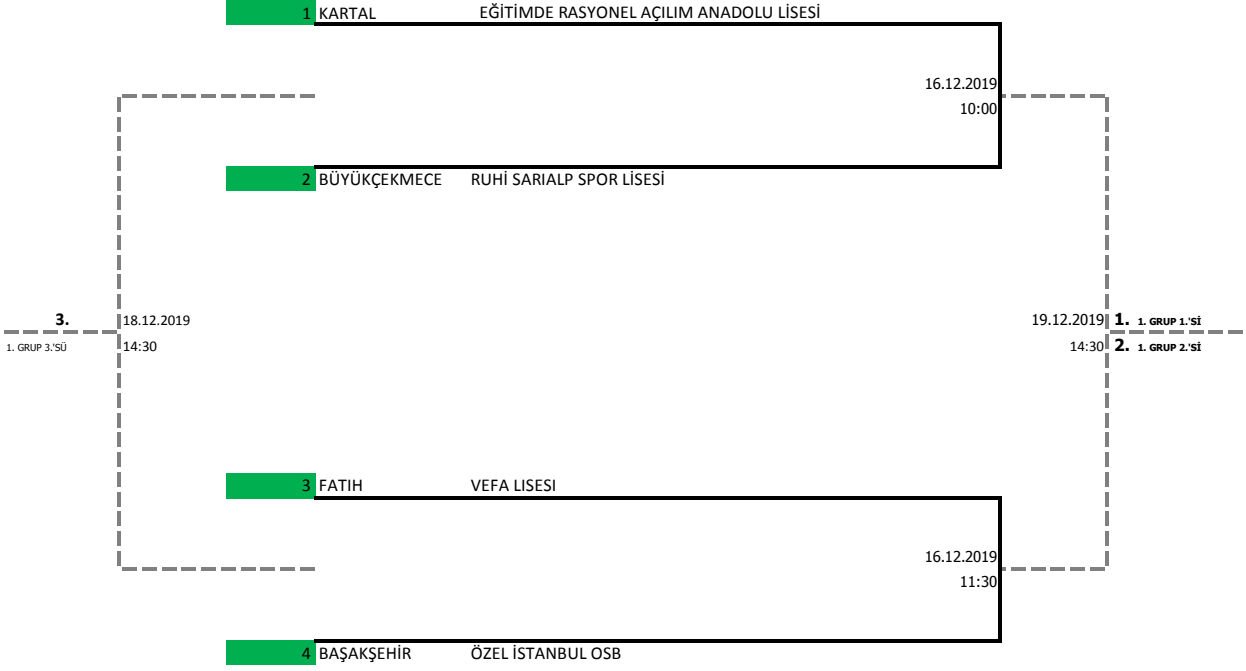 1 KARTAL EĞİTİMDE RASYONEL AÇILIM ANADOLU LİSESİ
16.12.2019
10:00
2 BÜYÜKÇEKMECE RUHİ SARIALP SPOR LİSESİ
3. 18.12.2019 19.12.2019 1. 1. GRUP 1.'Sİ
1. GRUP 3.'SÜ 14:30 14:30 2. 1. GRUP 2.'Sİ
3 FATIH VEFA LISESI
16.12.2019
11:30
4 BAŞAKŞEHİR ÖZEL İSTANBUL OSB